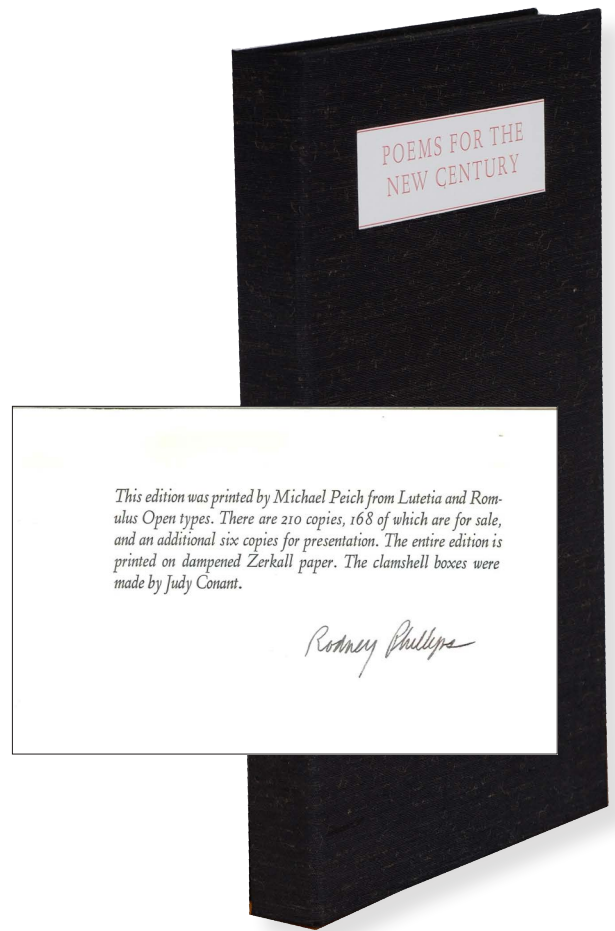 POEMS FOR THE
NEW CENTURY
This edition was printed by Michael Peich from Lutetia and Rom-
ulus Open types. There are 210 copies, 168 of which are for sale,
and an additional six copies for presentation. The entire edition is
printed on dampened Zerkall paper. The clamshell boxes were
made by Judy Conant.
Rodney Phillips